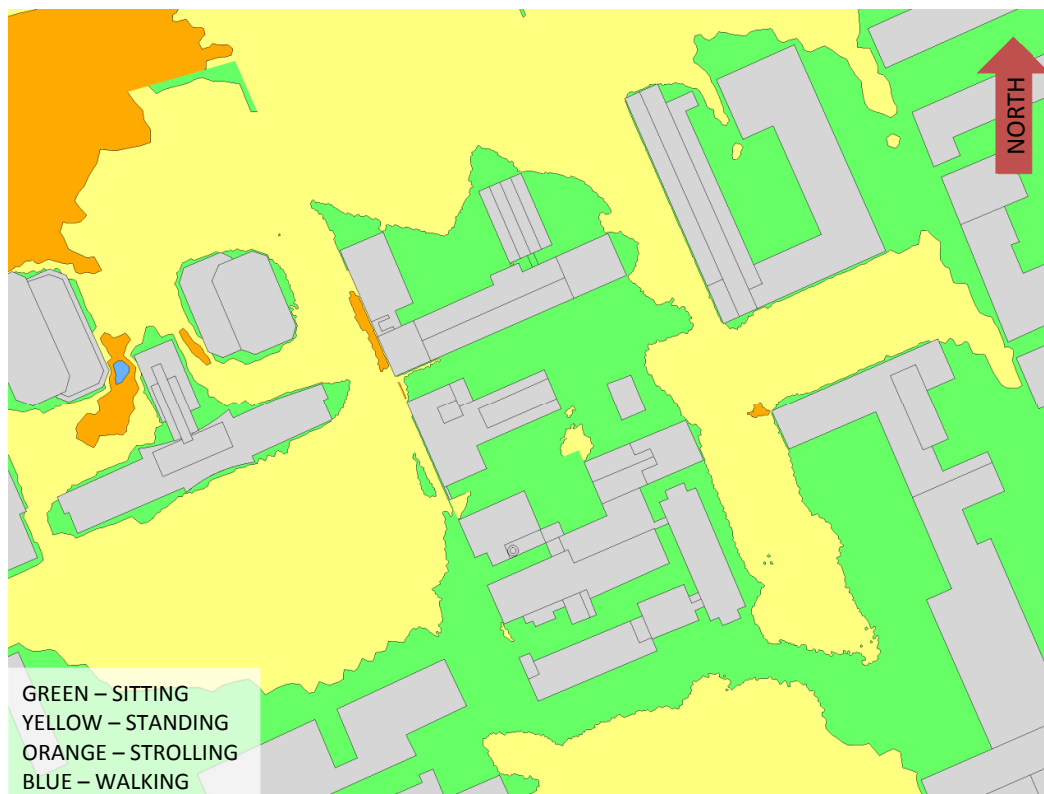 NORTH
GREEN – SITTING
YELLOW – STANDING
ORANGE – STROLLING
BLUE – WALKING